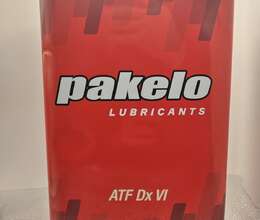 pakelo
LUBRICANTS
ATF Dx VI